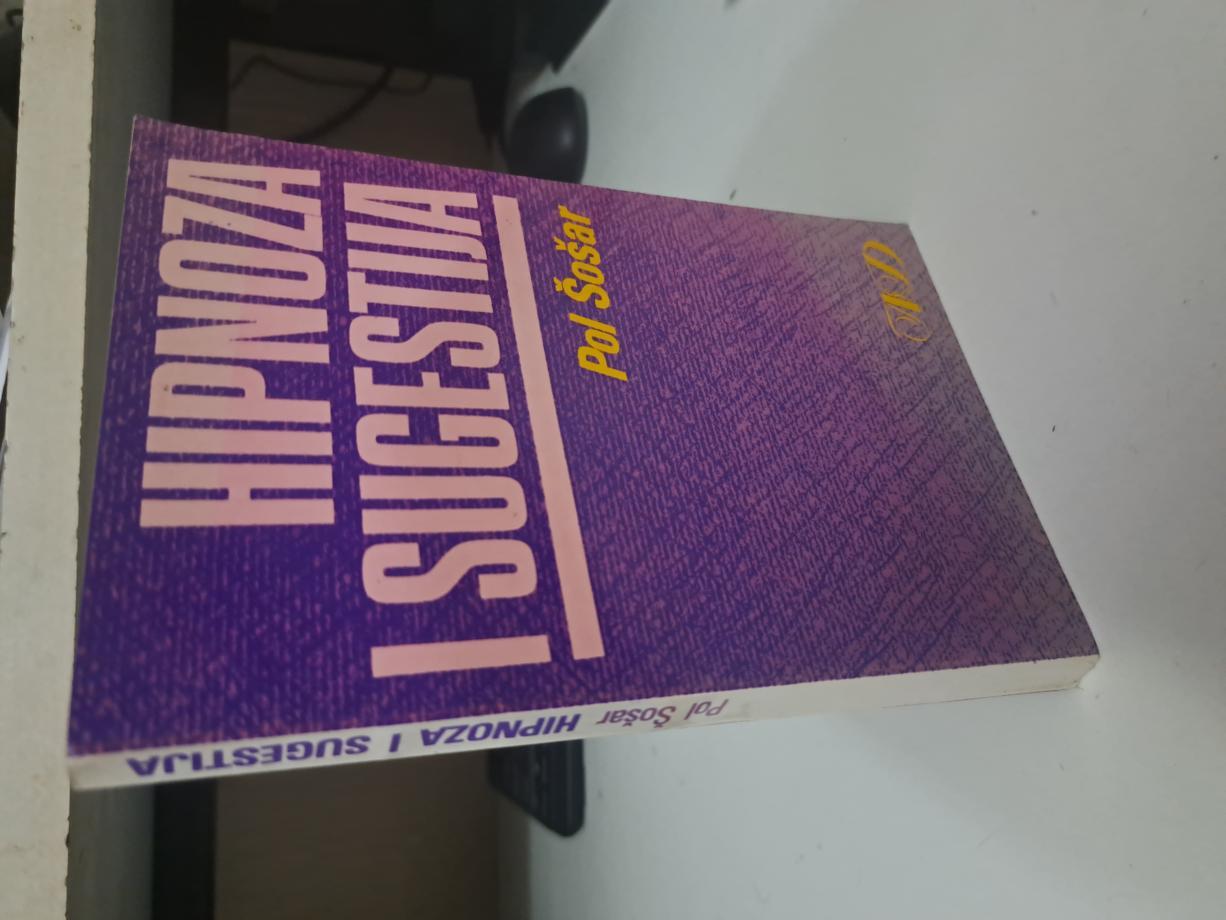 HIPNOZA
I SUGESTIJA
Pol Šošar
Pol Šošar HIPNOZA I SUGESTIJA